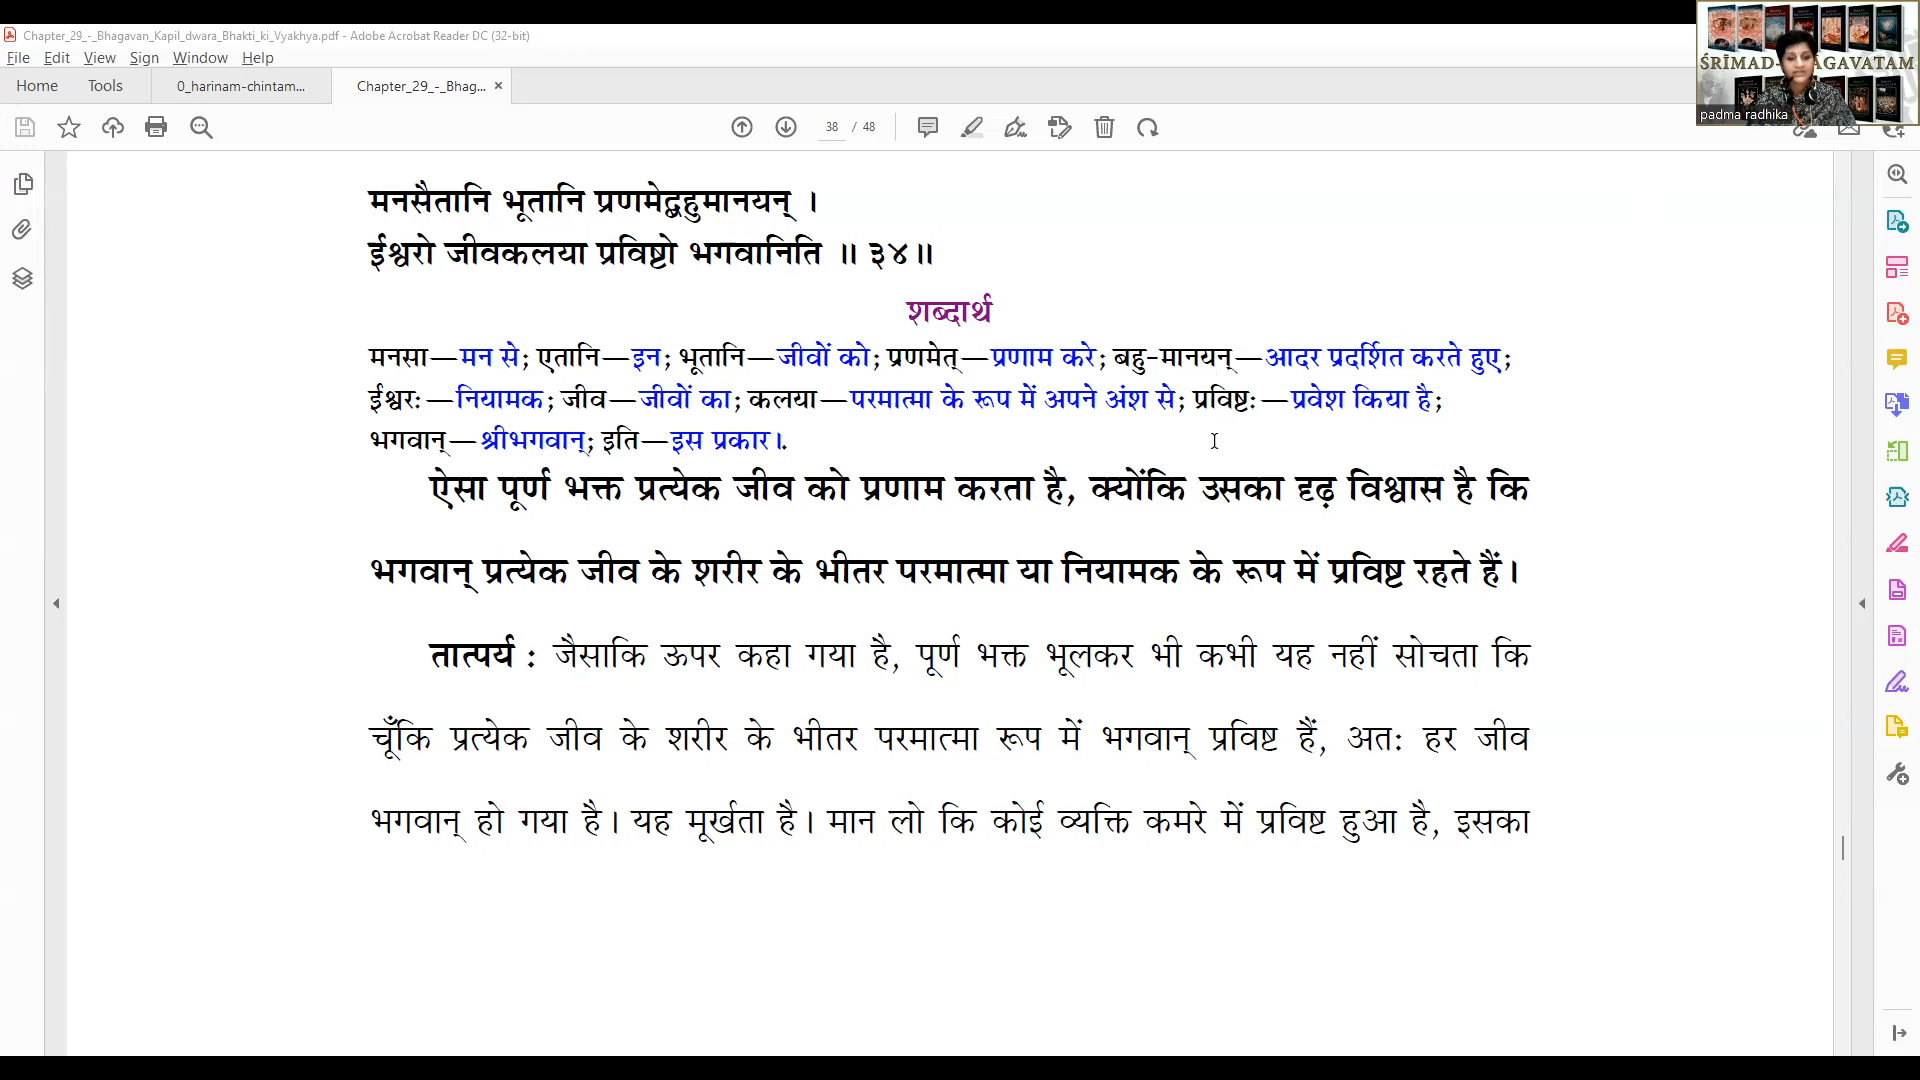 Chapter_29_-_Bhagavan_Kapil_dwara_Bhakti_ki_Vyakhya.pdf - Adobe Acrobat Reader DC (32-bit)
File Edit View Sign Window Help
Home Tools 0_harinam-chintam... Chapter_29_-_Bhag... ×
38 / 48
ŚRĪMAD-BHĀGAVATAM
padma radhika
मनसैतानि भूतानि प्रणमेद्बहुमानयन् ।
ईश्वरो जीवकलया प्रविष्टो भगवानिति ॥ ३४॥
शब्दार्थ
मनसा—मन से; एतानि—इन; भूतानि—जीवों को; प्रणमेत्—प्रणाम करे; बहु-मानयन्—आदर प्रदर्शित करते हुए;
ईश्वरः—नियामक; जीव—जीवों का; कलया—परमात्मा के रूप में अपने अंश से; प्रविष्टः—प्रवेश किया है;
भगवान्—श्रीभगवान्; इति—इस प्रकार।.
ऐसा पूर्ण भक्त प्रत्येक जीव को प्रणाम करता है, क्योंकि उसका दृढ़ विश्वास है कि
भगवान् प्रत्येक जीव के शरीर के भीतर परमात्मा या नियामक के रूप में प्रविष्ट रहते हैं।
तात्पर्य : जैसाकि ऊपर कहा गया है, पूर्ण भक्त भूलकर भी कभी यह नहीं सोचता कि
चूँकि प्रत्येक जीव के शरीर के भीतर परमात्मा रूप में भगवान् प्रविष्ट हैं, अतः हर जीव
भगवान् हो गया है। यह मूर्खता है। मान लो कि कोई व्यक्ति कमरे में प्रविष्ट हुआ है, इसका